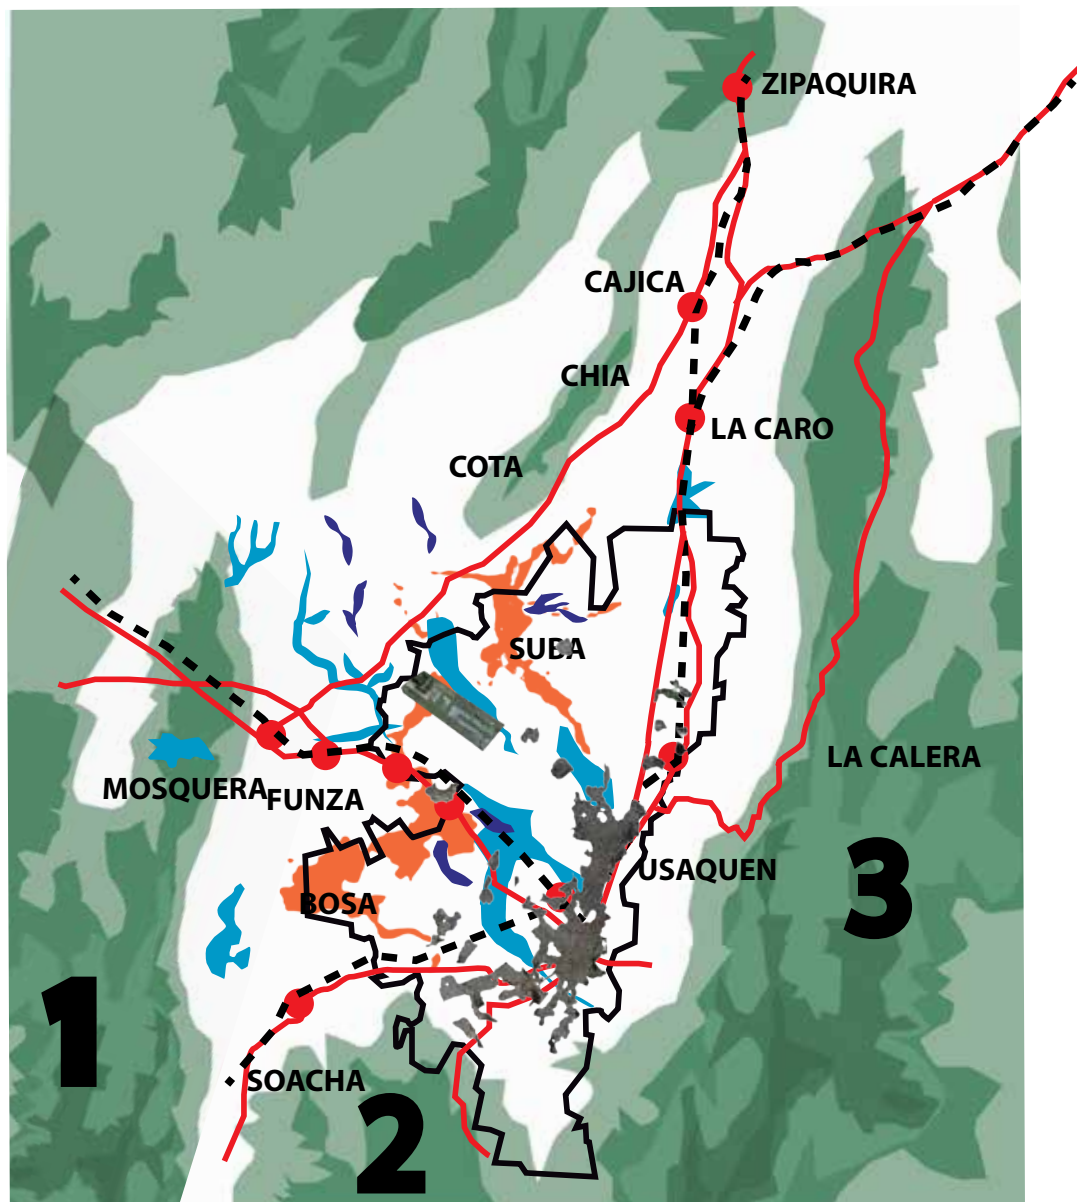 ZIPAQUIRA
CAJICA
CHIA
LA CARO
COTA
SUBA
LA CALERA
MOSQUERA
FUNZA
USAQUEN
3
BOSA
1
SOACHA
2